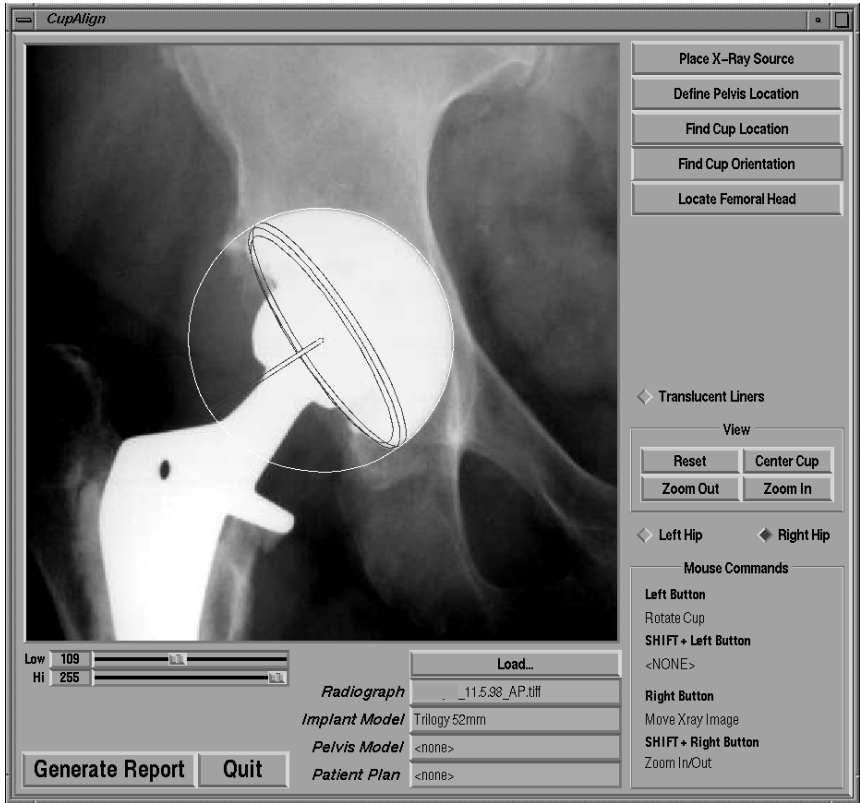 CupAlign
Place X-Ray Source
Define Pelvis Location
Find Cup Location
Find Cup Orientation
Locate Femoral Head
Translucent Liners
View
Reset
Center Cup
Zoom Out
Zoom In
Left Hip
Right Hip
Mouse Commands
Left Button
Rotate Cup
SHIFT + Left Button
<NONE>
Right Button
Move Xray Image
SHIFT + Right Button
Zoom In/Out
Low 109
Hi 255
Load...
Radiograph _11.5.98_AP.tiff
Implant Model Trilogy 52mm
Pelvis Model <none>
Patient Plan <none>
Generate Report
Quit